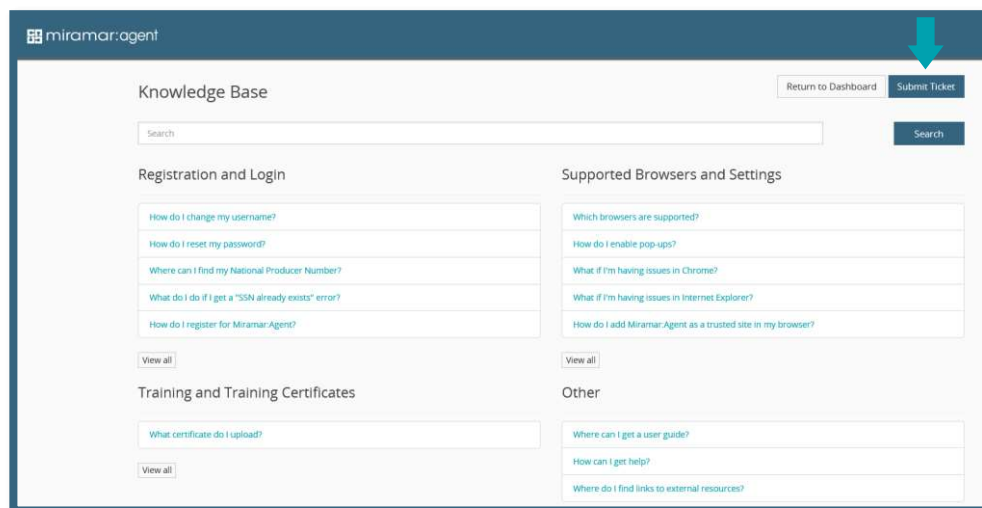 miramar:agent
Knowledge Base
Return to Dashboard
Submit Ticket
Search
Search
Registration and Login
How do I change my username?
How do I reset my password?
Where can I find my National Producer Number?
What do I do if I get a "SSN already exists" error?
How do I register for Miramar:Agent?
View all
Supported Browsers and Settings
Which browsers are supported?
How do I enable pop-ups?
What if I'm having issues in Chrome?
What if I'm having issues in Internet Explorer?
How do I add Miramar:Agent as a trusted site in my browser?
View all
Training and Training Certificates
What certificate do I upload?
View all
Other
Where can I get a user guide?
How can I get help?
Where do I find links to external resources?